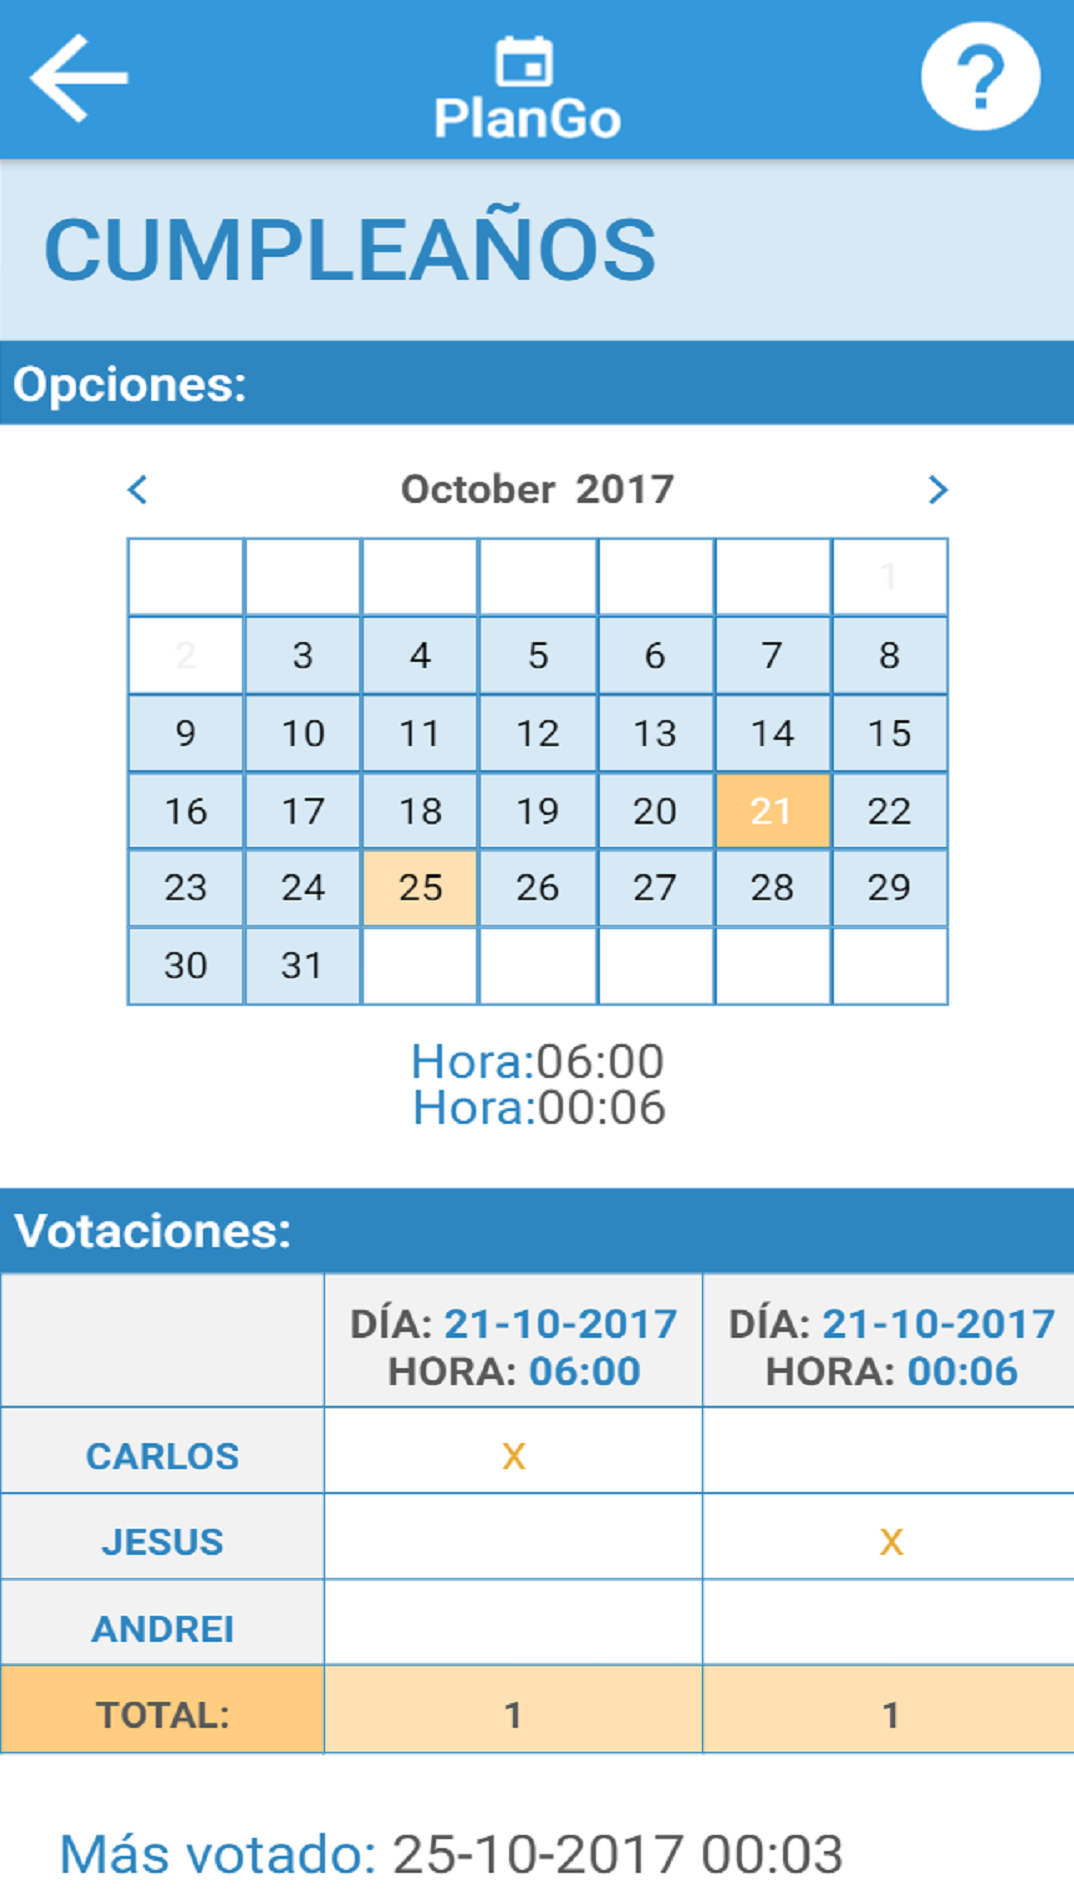 PlanGo
?
CUMPLEAÑOS
Opciones:
< October 2017 >
1
2 3 4 5 6 7 8
9 10 11 12 13 14 15
16 17 18 19 20 21 22
23 24 25 26 27 28 29
30 31
Hora:06:00
Hora:00:06
Votaciones:
DÍA: 21-10-2017 DÍA: 21-10-2017
HORA: 06:00 HORA: 00:06
CARLOS X
JESUS X
ANDREI
TOTAL: 1 1
Más votado: 25-10-2017 00:03